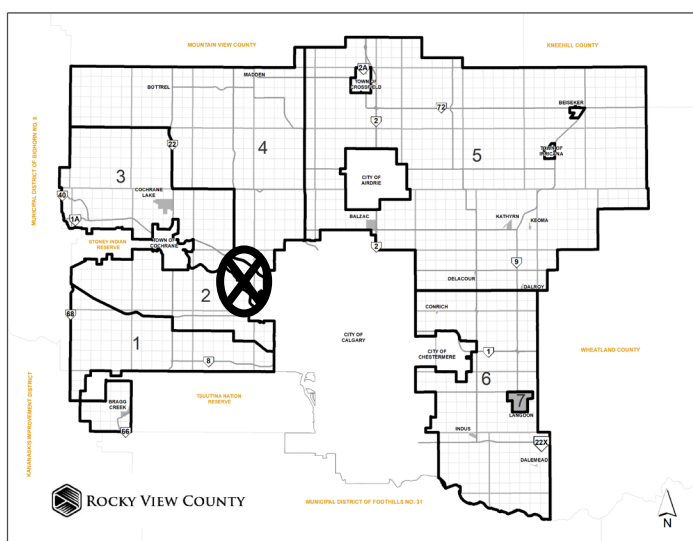 MOUNTAIN VIEW COUNTY
KNEEHILL COUNTY
MADDEN
2A
TOWN OF
CROSSFIELD
BOTTREL
72
BEISEKER
2
MUNICIPAL DISTRICT OF BIGHORN NO. 8
22
4
5
TOWN OF
IRRICANA
3
CITY OF
AIRDRIE
COCHRANE
LAKE
40
1A
BALZAC
KATHYRN
KEOMA
STONEY INDIAN
RESERVE
TOWN OF
COCHRANE
2
9
DELACOUR
DALROY
2
68
CONRICH
1
CITY OF
CALGARY
CITY OF
CHESTERMERE
1
WHEATLAND COUNTY
8
6
KANANASKIS IMPROVEMENT DISTRICT
BRAGG
CREEK
TSUUTINA NATION
RESERVE
7
LANGDON
66
INDUS
22X
DALEMEAD
ROCKY VIEW COUNTY
MUNICIPAL DISTRICT OF FOOTHILLS NO. 31
N